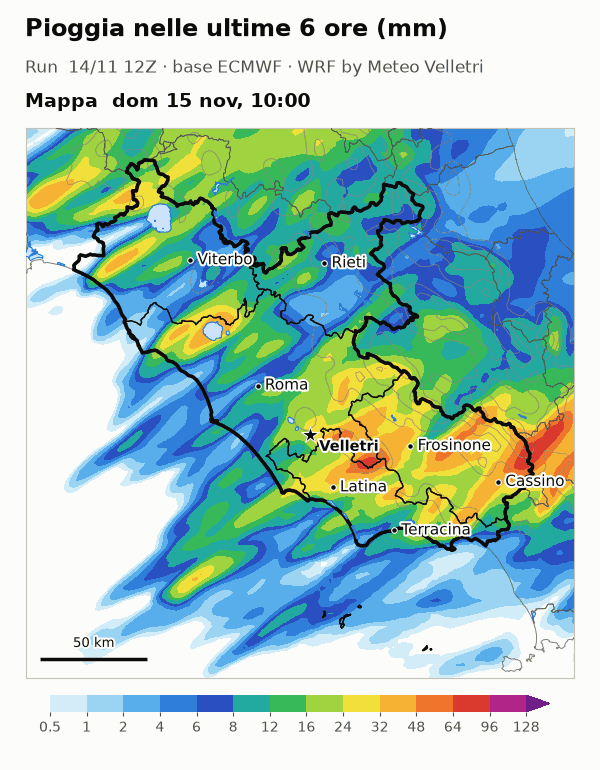 Pioggia nelle ultime 6 ore (mm)
Run  14/11 12Z · base ECMWF · WRF by Meteo Velletri
Mappa  dom 15 nov, 10:00
Viterbo
Rieti
Roma
Velletri
Frosinone
Cassino
Latina
Terracina
50 km
0.5 1 2 4 6 8 12 16 24 32 48 64 96 128